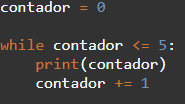 contador = 0

while contador <= 5:
    print(contador)
    contador += 1